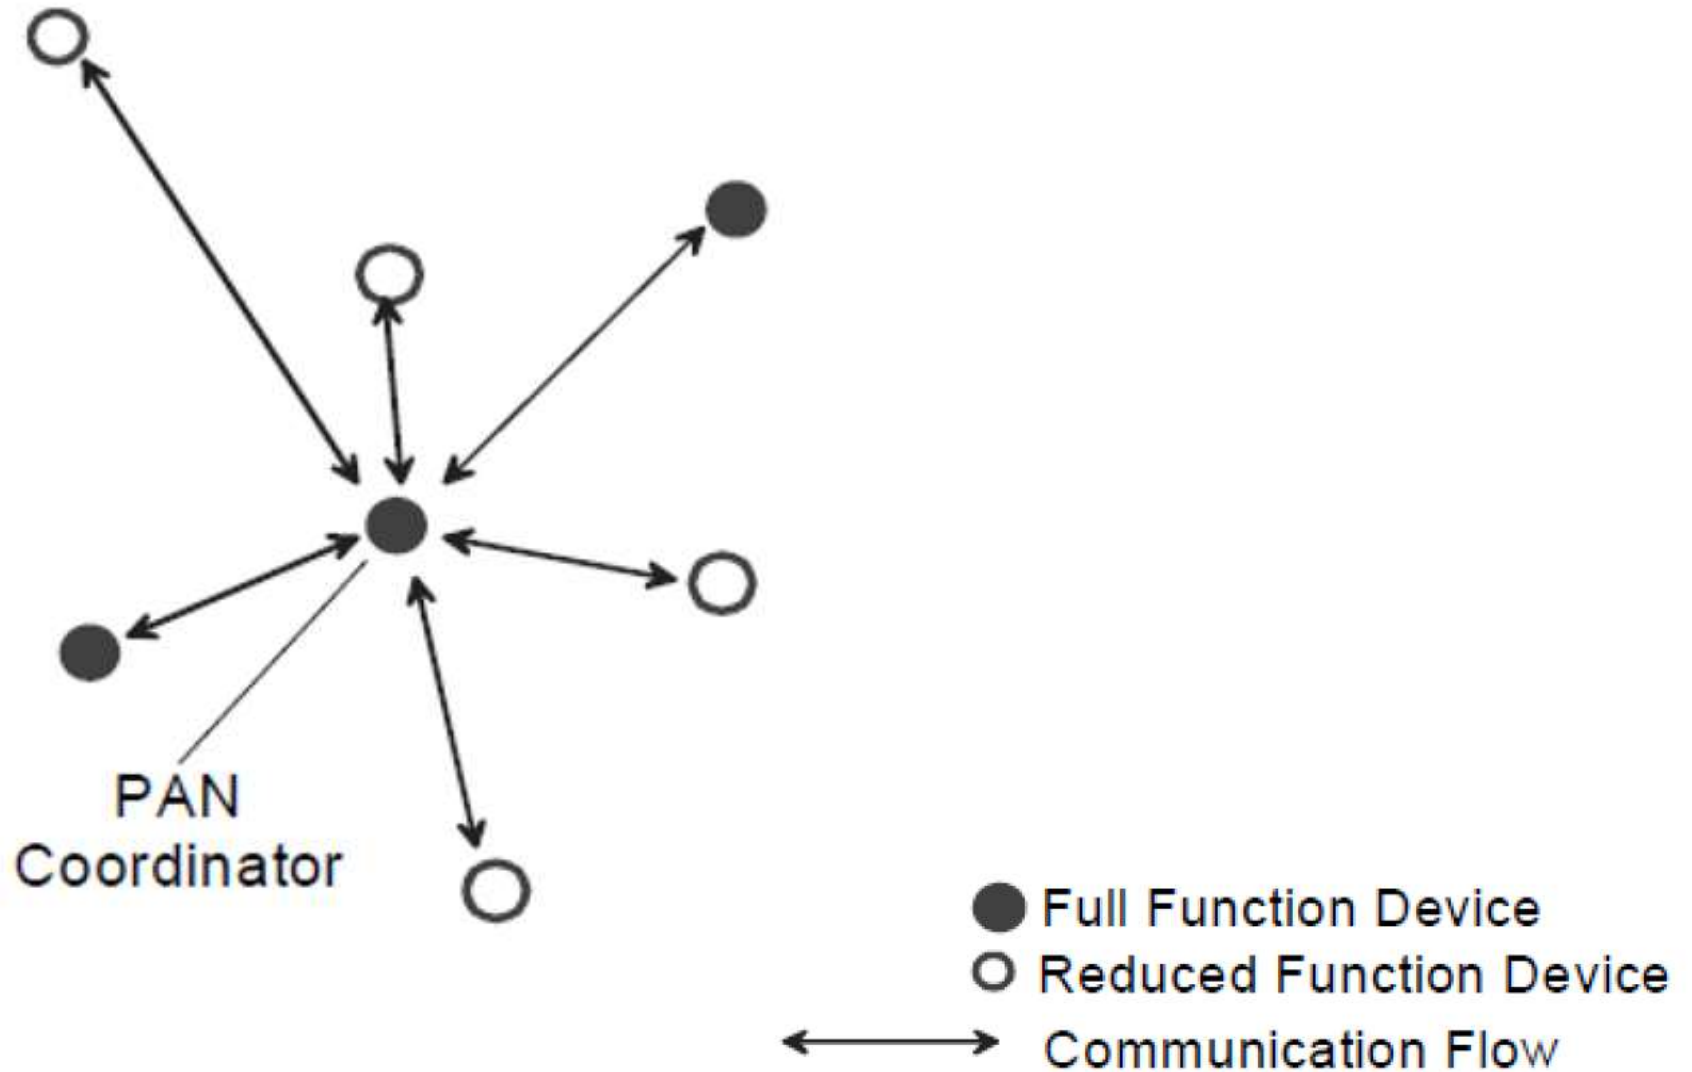 PAN
Coordinator
Full Function Device
Reduced Function Device
Communication Flow